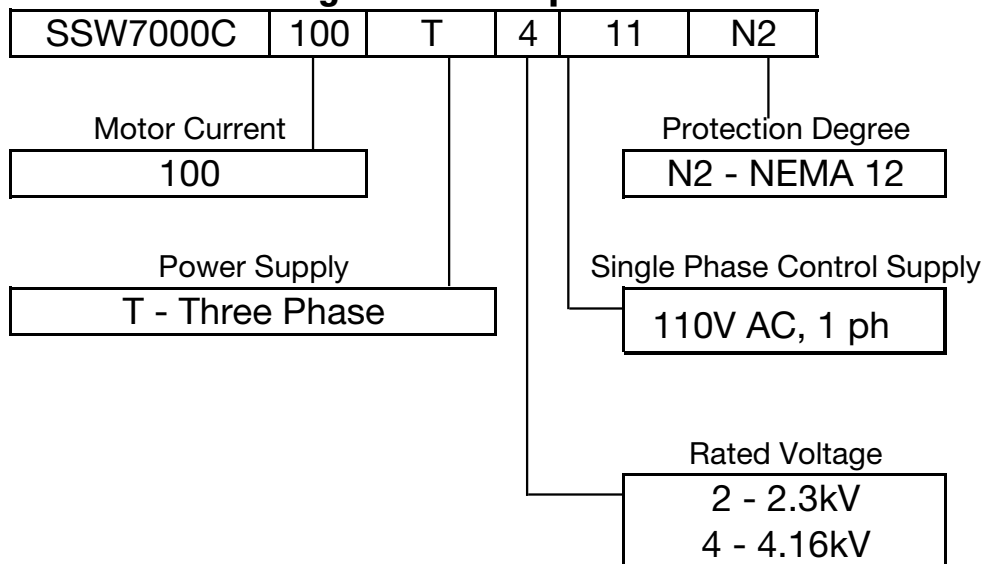 SSW7000C 100 T 4 11 N2
Motor Current
100
Protection Degree
N2 - NEMA 12
Power Supply
T - Three Phase
Single Phase Control Supply
110V AC, 1 ph
Rated Voltage
2 - 2.3kV
4 - 4.16kV